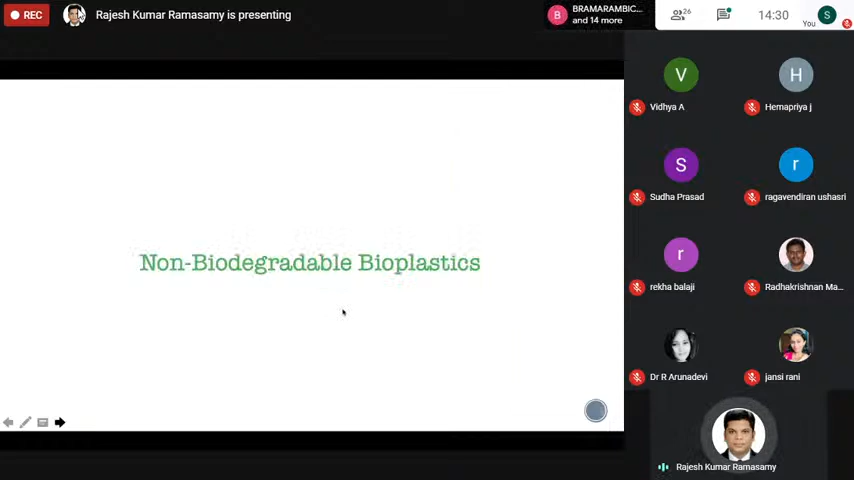 REC
Rajesh Kumar Ramasamy is presenting
B
BRAMARAMBIC...
and 14 more
26
14:30
You
S
V
Vidhya A
H
Hemapriya j
S
Sudha Prasad
r
ragavendiran ushasri
r
rekha balaji
Radhakrishnan Ma...
Dr R Arunadevi
jansi rani
Rajesh Kumar Ramasamy
Non-Biodegradable Bioplastics